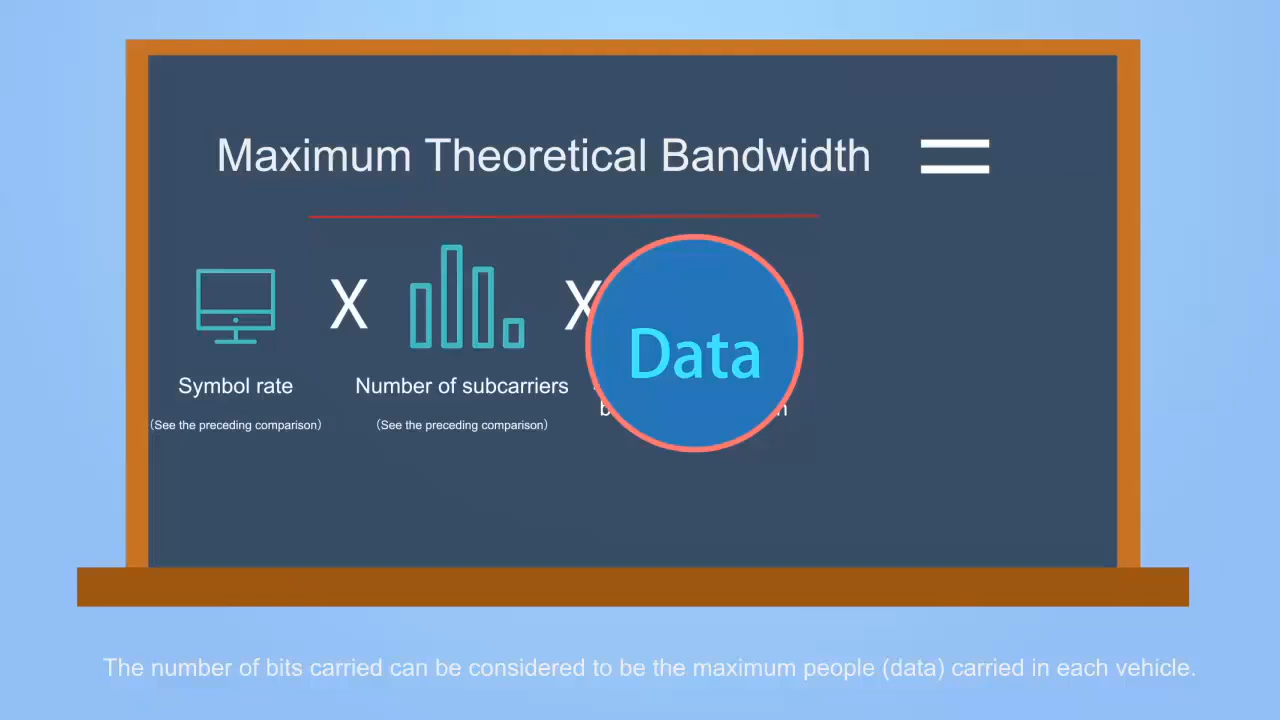 Maximum Theoretical Bandwidth =
X
X
Data
Symbol rate
Number of subcarriers
(See the preceding comparison)
(See the preceding comparison)
The number of bits carried can be considered to be the maximum people (data) carried in each vehicle.